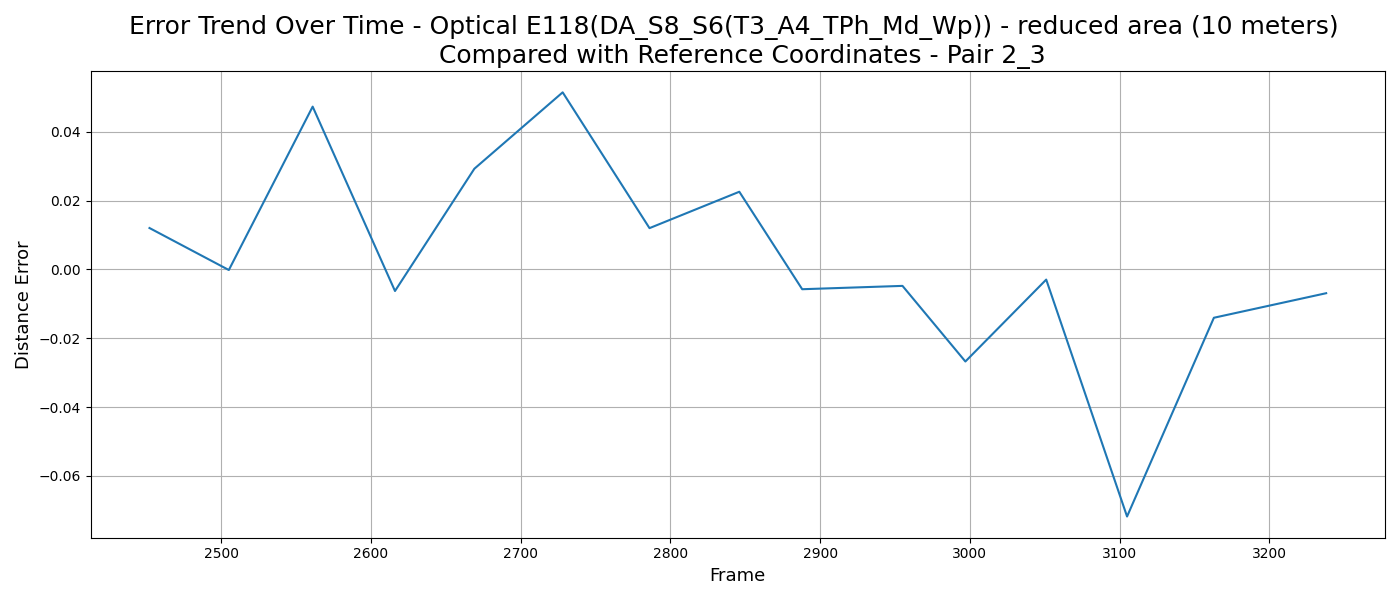 Error Trend Over Time - Optical E118(DA_S8_S6(T3_A4_TPh_Md_Wp)) - reduced area (10 meters)
Compared with Reference Coordinates - Pair 2_3
Distance Error
0.04
0.02
0.00
−0.02
−0.04
−0.06
2500 2600 2700 2800 2900 3000 3100 3200
Frame